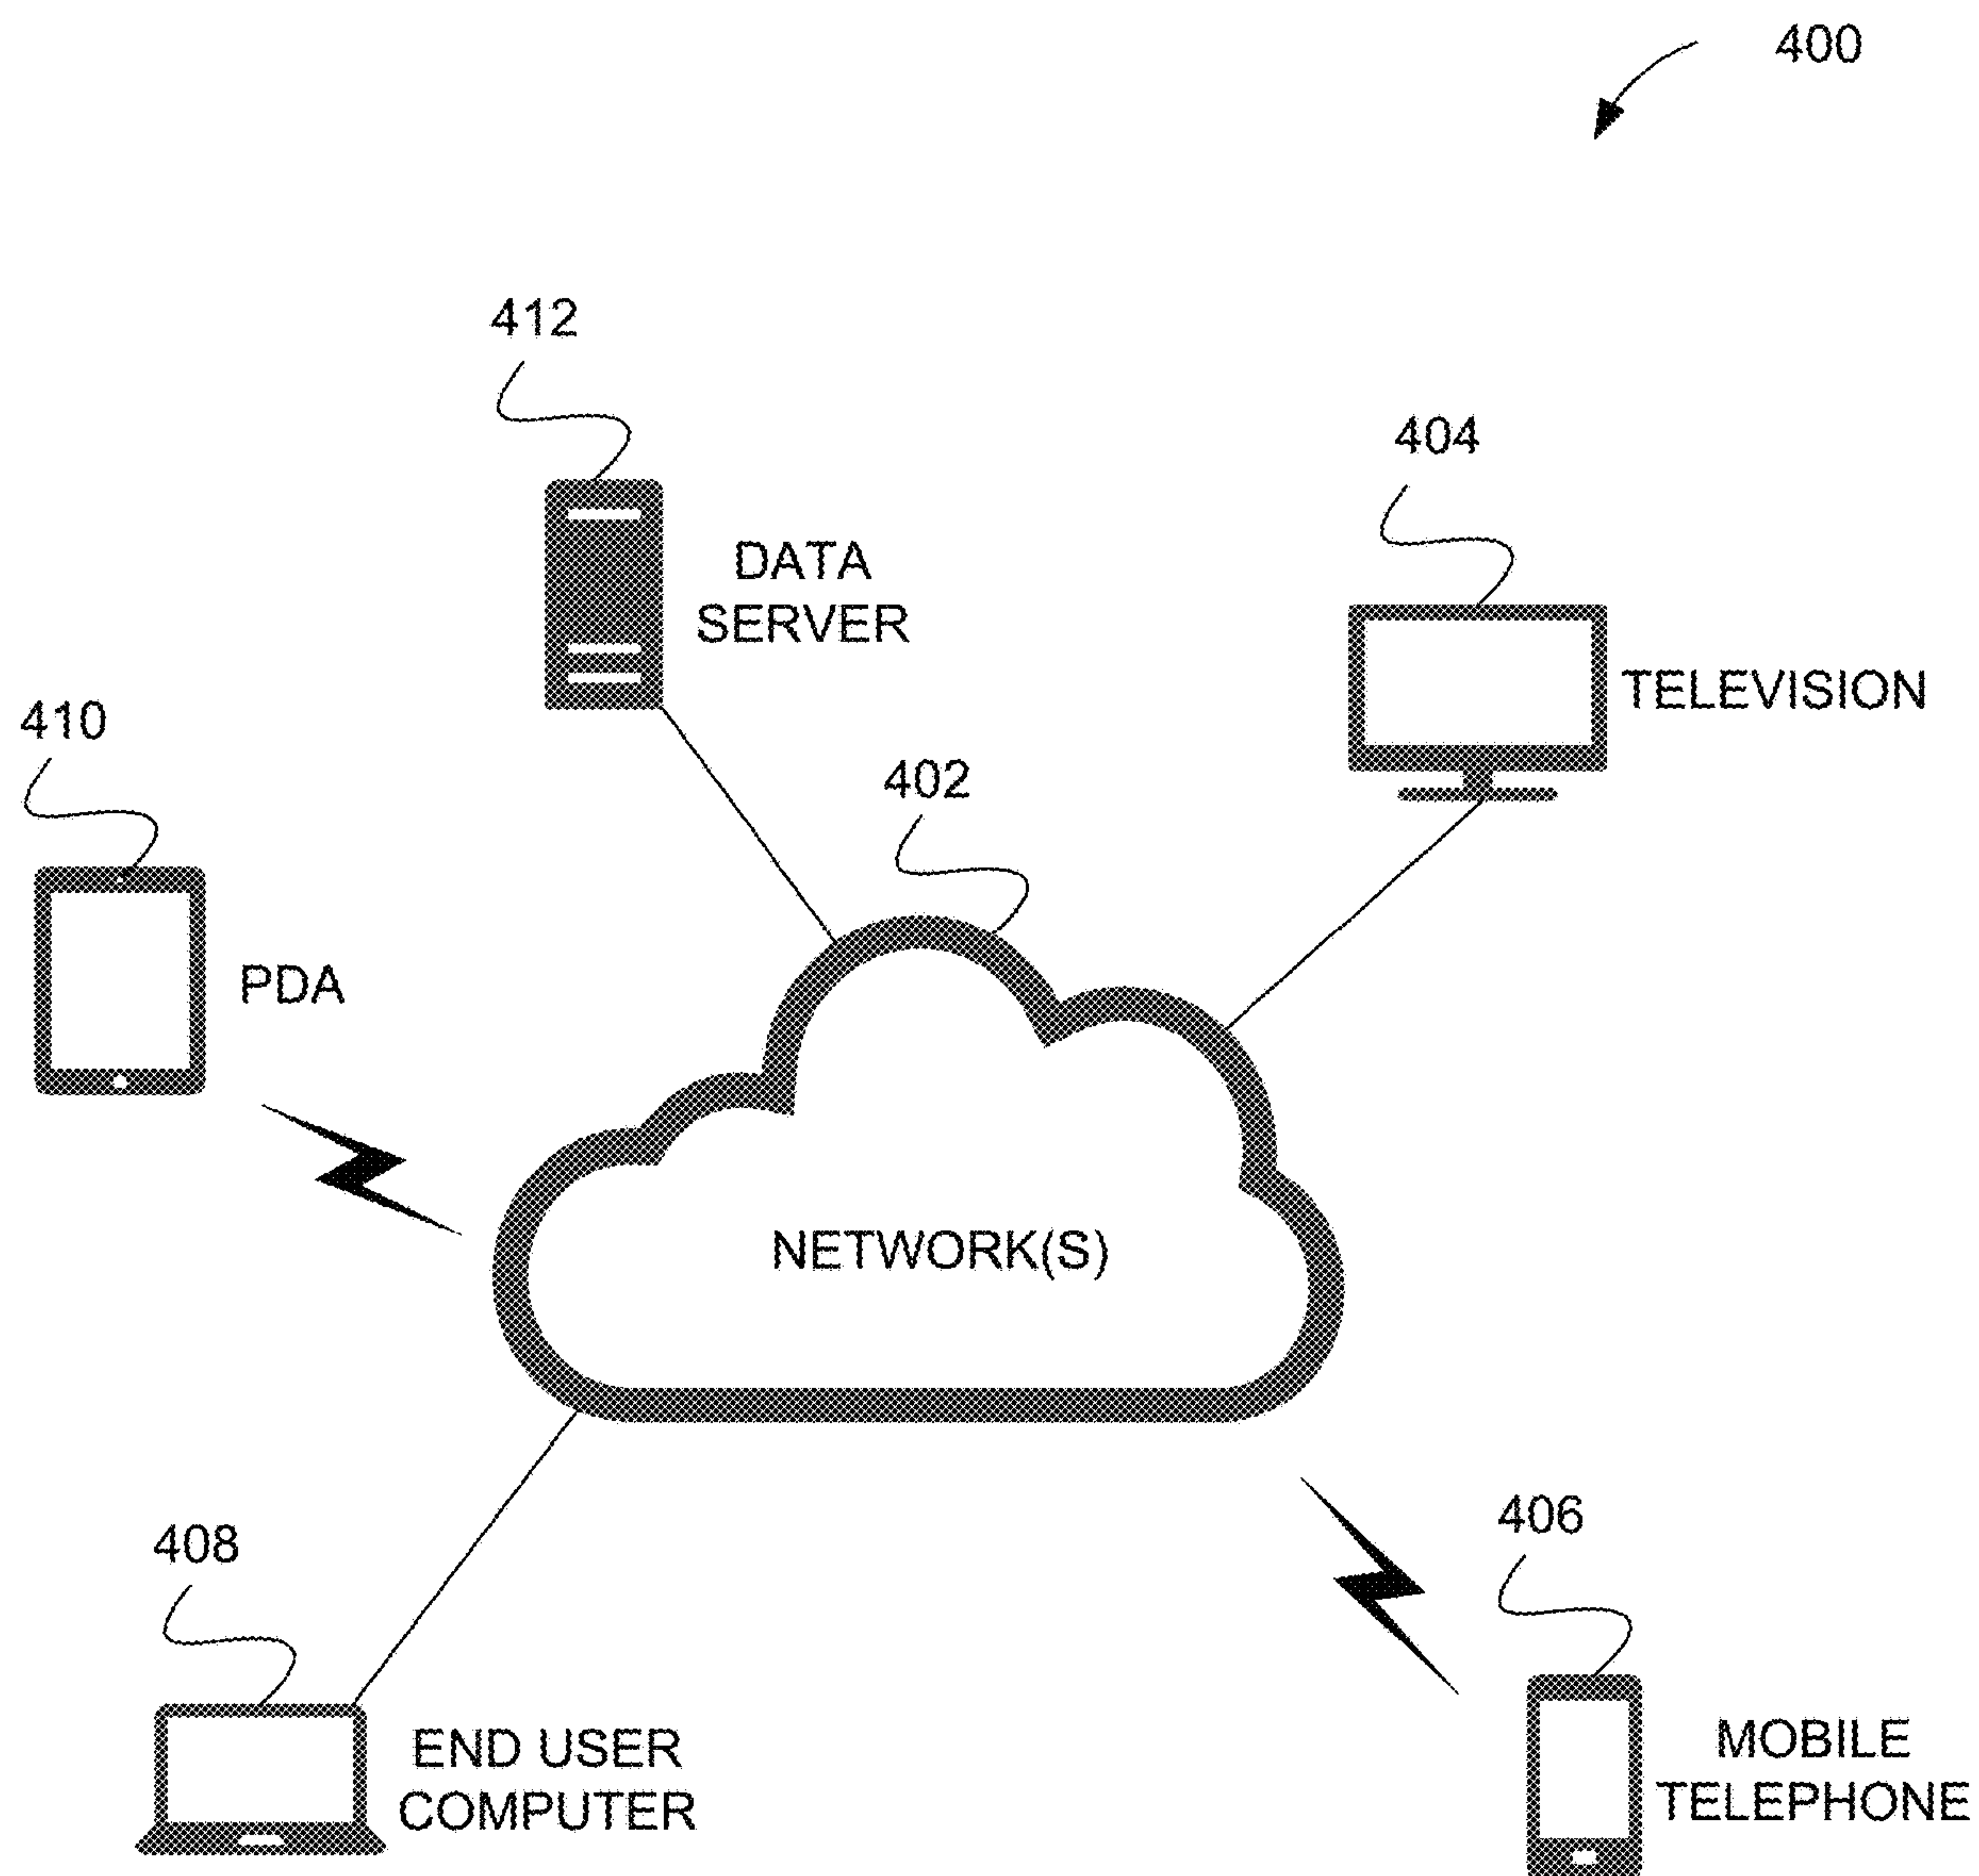 400
412
404
DATA
SERVER
TELEVISION
410
402
PDA
NETWORK(S)
408
406
END USER
COMPUTER
MOBILE
TELEPHONE